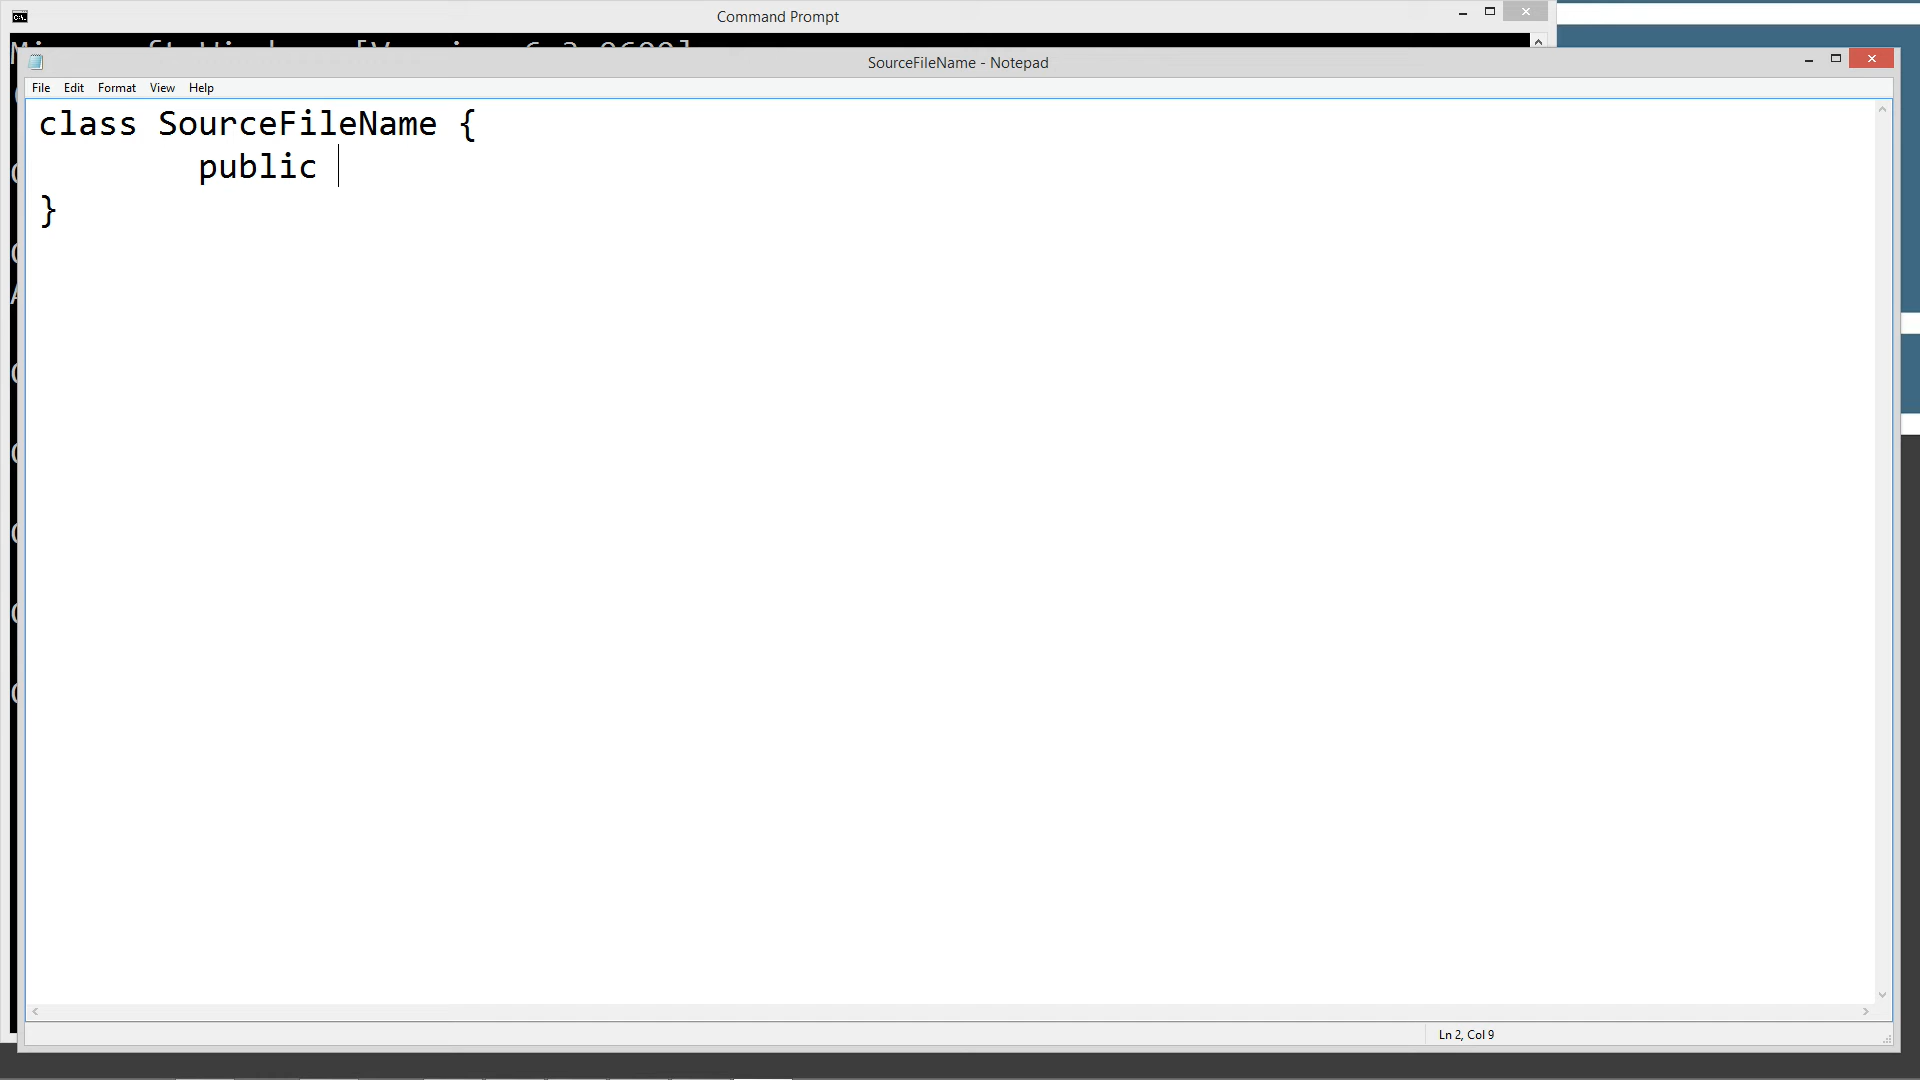 Command Prompt
SourceFileName - Notepad
File Edit Format View Help
class SourceFileName {
public
}
Ln 2, Col 9